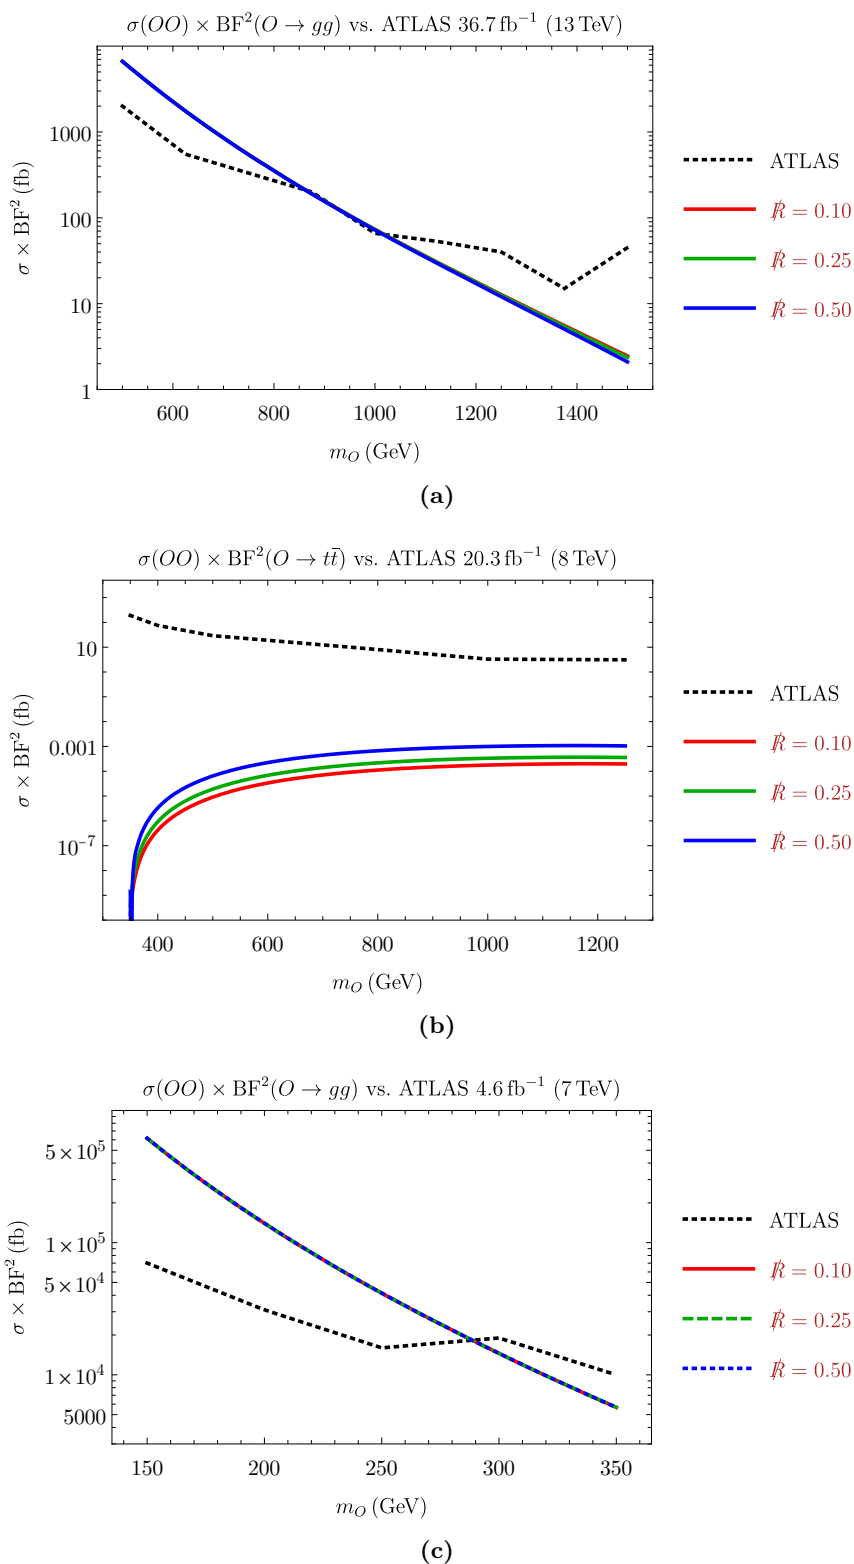 σ(OO) × BF²(O → gg) vs. ATLAS 36.7 fb⁻¹ (13 TeV)
σ × BF² (fb)
1000
100
10
1
600 800 1000 1200 1400
m_O (GeV)
ATLAS
R̸ = 0.10
R̸ = 0.25
R̸ = 0.50
(a)
σ(OO) × BF²(O → tt̄) vs. ATLAS 20.3 fb⁻¹ (8 TeV)
σ × BF² (fb)
10
0.001
10⁻⁷
400 600 800 1000 1200
m_O (GeV)
ATLAS
R̸ = 0.10
R̸ = 0.25
R̸ = 0.50
(b)
σ(OO) × BF²(O → gg) vs. ATLAS 4.6 fb⁻¹ (7 TeV)
σ × BF² (fb)
5 × 10⁵
1 × 10⁵
5 × 10⁴
1 × 10⁴
5000
150 200 250 300 350
m_O (GeV)
ATLAS
R̸ = 0.10
R̸ = 0.25
R̸ = 0.50
(c)